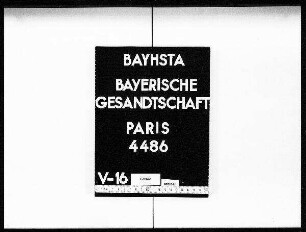 BAYHSTA
BAYERISCHE
GESANDTSCHAFT
PARIS
4486
V-16